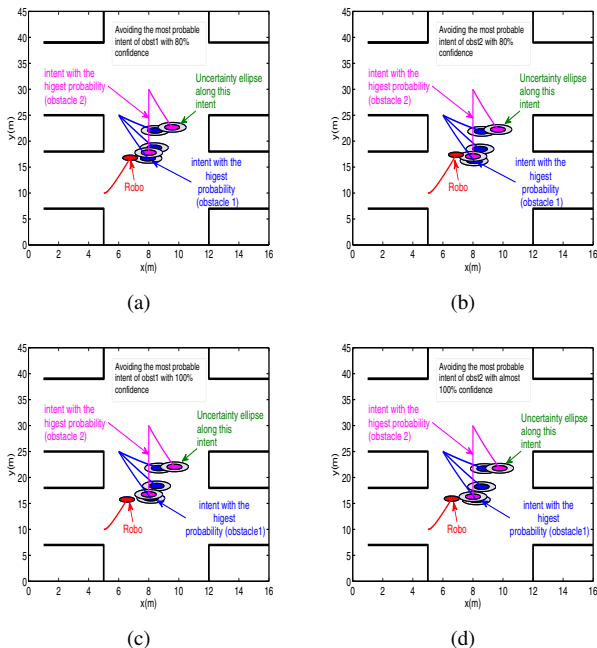 Avoiding the most probable
intent of obst1 with 80%
confidence
intent with the
higest probability
(obstacle 2)
Uncertainty ellipse
along this
intent
intent with the
higest
probability
(obstacle 1)
Robo
y(m)
45
40
35
30
25
20
15
10
5
0
0 2 4 6 8 10 12 14 16
x(m)
(a)
Avoiding the most probable
intent of obst2 with 80%
confidence
intent with the
higest probability
(obstacle 2)
Uncertainty ellipse
along this
intent
intent with the
higest
probability
(obstacle 1)
Robo
y(m)
45
40
35
30
25
20
15
10
5
0
0 2 4 6 8 10 12 14 16
x(m)
(b)
Avoiding the most probable
intent of obst1 with 100%
confidence
intent with the
higest probability
(obstacle 2)
Uncertainty ellipse
along this
intent
intent with the
higest
probability (obstacle1)
Robo
y(m)
45
40
35
30
25
20
15
10
5
0
0 2 4 6 8 10 12 14 16
x(m)
(c)
Avoiding the most probable
intent of obst2 with almost
100% confidence
intent with the
higest probability
(obstacle 2)
Uncertainty ellipse
along this
intent
intent with the
higest
probability (obstacle1)
Robo
y(m)
45
40
35
30
25
20
15
10
5
0
0 2 4 6 8 10 12 14 16
x(m)
(d)